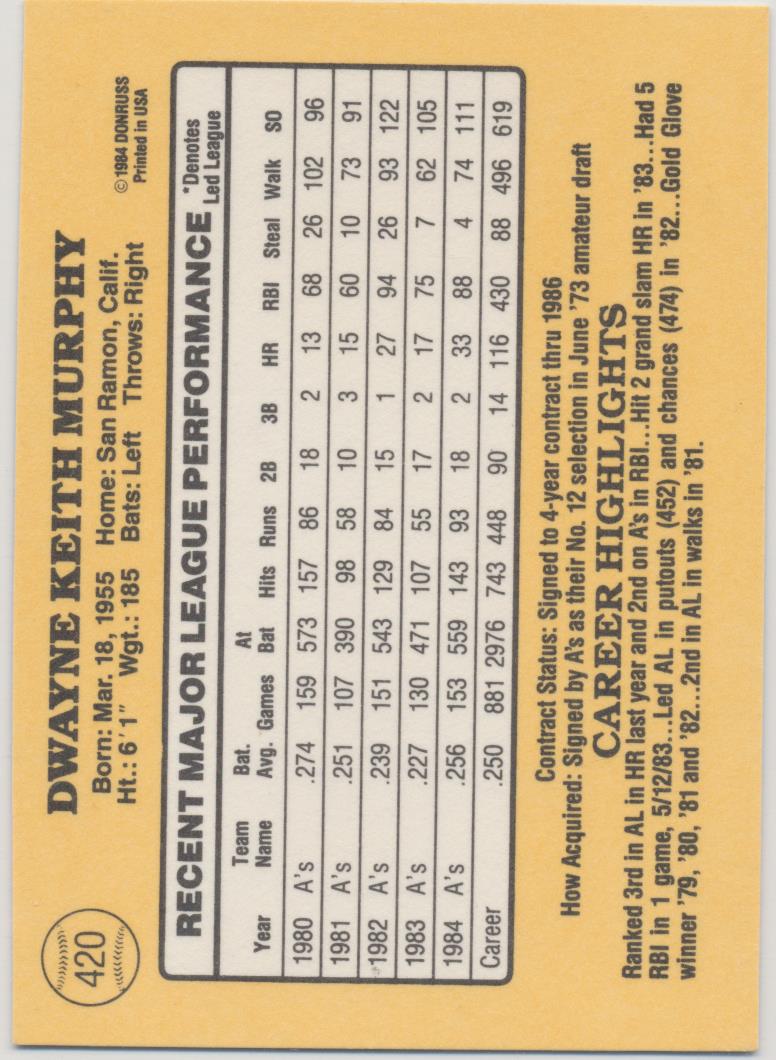 420
DWAYNE KEITH MURPHY
Born: Mar. 18, 1955 Home: San Ramon, Calif.
Ht.: 6'1" Wgt.: 185 Bats: Left Throws: Right
©1984 DONRUSS
Printed in USA
RECENT MAJOR LEAGUE PERFORMANCE
*Denotes
Led League
Year Team Name Bat. Avg. Games At Bat Hits Runs 2B 3B HR RBI Steal Walk SO
1980 A's .274 159 573 157 86 18 2 13 68 26 102 96
1981 A's .251 107 390 98 58 10 3 15 60 10 73 91
1982 A's .239 151 543 129 84 15 1 27 94 26 93 122
1983 A's .227 130 471 107 55 17 2 17 75 7 62 105
1984 A's .256 153 559 143 93 18 2 33 88 4 74 111
Career .250 881 2976 743 448 90 14 116 430 88 496 619
Contract Status: Signed to 4-year contract thru 1986
How Acquired: Signed by A's as their No. 12 selection in June '73 amateur draft
CAREER HIGHLIGHTS
Ranked 3rd in AL in HR last year and 2nd on A's in RBI...Hit 2 grand slam HR in '83...Had 5
RBI in 1 game, 5/12/83...Led AL in putouts (452) and chances (474) in '82...Gold Glove
winner '79, '80, '81 and '82...2nd in AL in walks in '81.